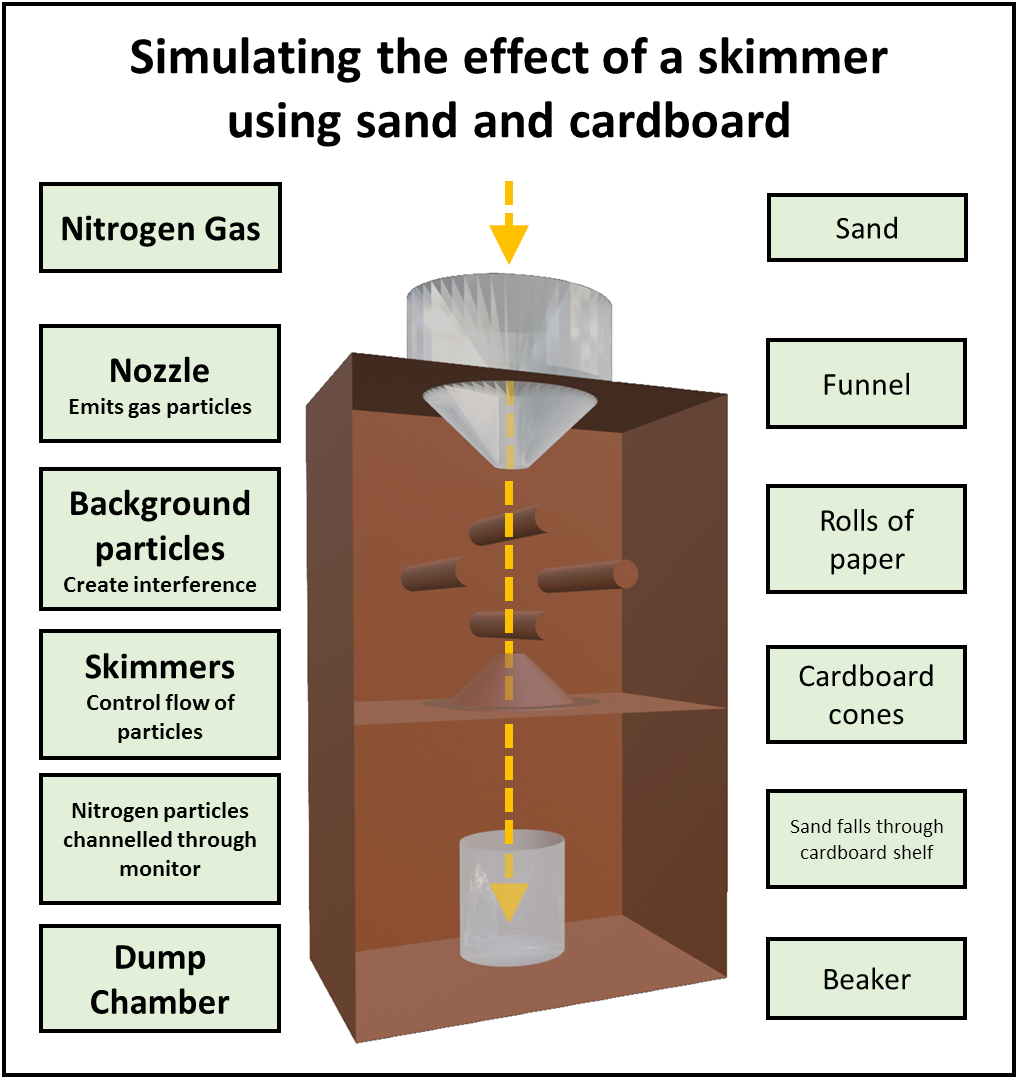 Simulating the effect of a skimmer
using sand and cardboard
Nitrogen Gas
Sand
Nozzle
Emits gas particles
Funnel
Background
particles
Create interference
Rolls of
paper
Skimmers
Control flow of
particles
Cardboard
cones
Nitrogen particles
channelled through
monitor
Sand falls through
cardboard shelf
Dump
Chamber
Beaker